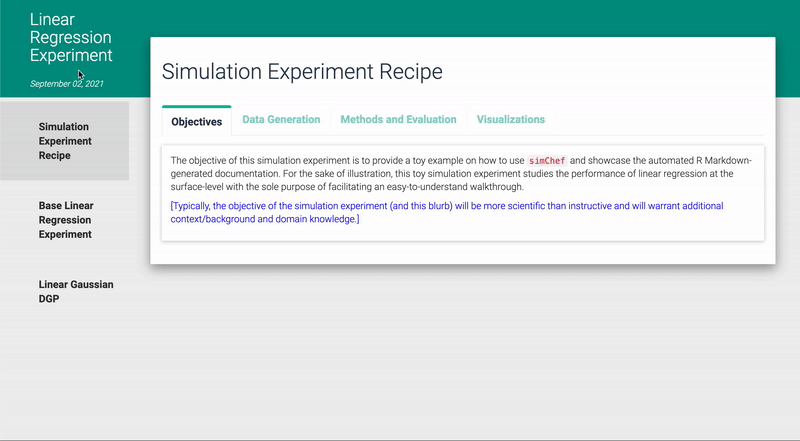 Linear
Regression
Experiment
September 02, 2021
Simulation
Experiment
Recipe
Base Linear
Regression
Experiment
Linear Gaussian
DGP
Simulation Experiment Recipe
Objectives Data Generation Methods and Evaluation Visualizations
The objective of this simulation experiment is to provide a toy example on how to use simChef and showcase the automated R Markdown-
generated documentation. For the sake of illustration, this toy simulation experiment studies the performance of linear regression at the
surface-level with the sole purpose of facilitating an easy-to-understand walkthrough.
[Typically, the objective of the simulation experiment (and this blurb) will be more scientific than instructive and will warrant additional
context/background and domain knowledge.]